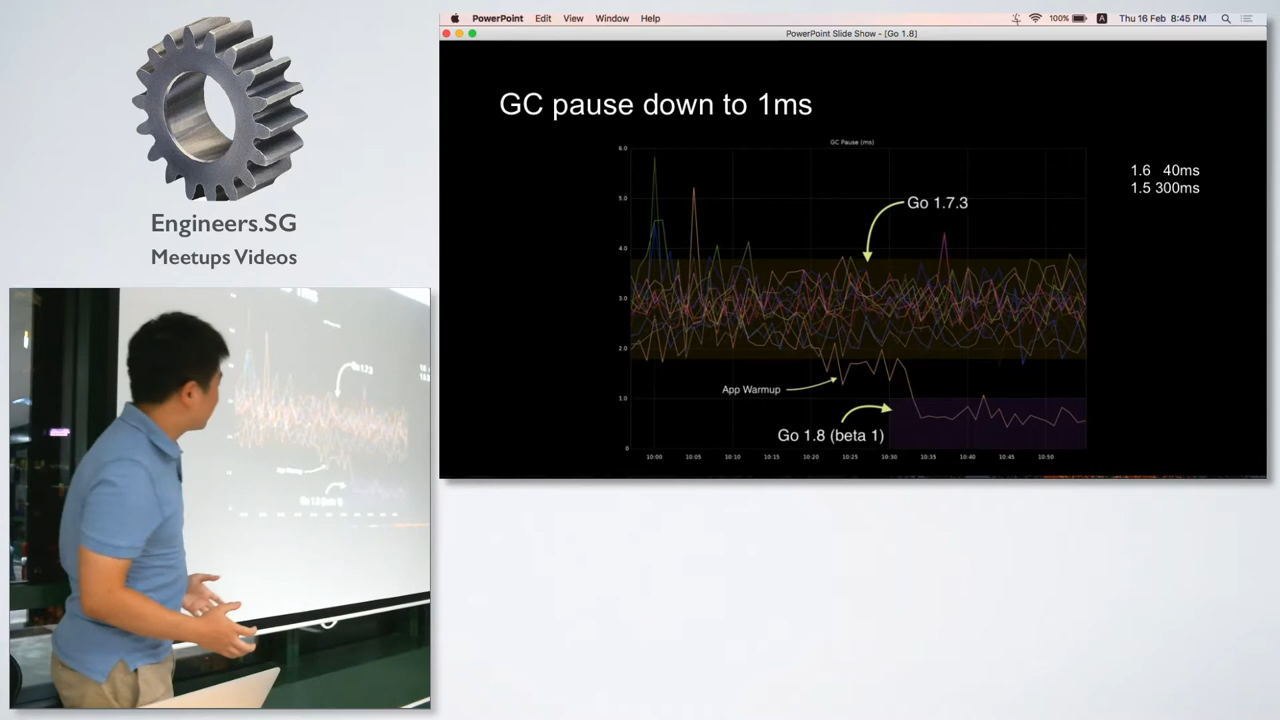 Engineers.SG
Meetups Videos
PowerPoint Edit View Window Help
100% A Thu 16 Feb 8:45 PM
PowerPoint Slide Show - [Go 1.8]
GC pause down to 1ms
GC Pause (ms)
6.0
5.0
4.0
3.0
2.0
1.0
0
1.6 40ms
1.5 300ms
Go 1.7.3
App Warmup
Go 1.8 (beta 1)
10:00 10:05 10:10 10:15 10:20 10:25 10:30 10:35 10:40 10:45 10:50